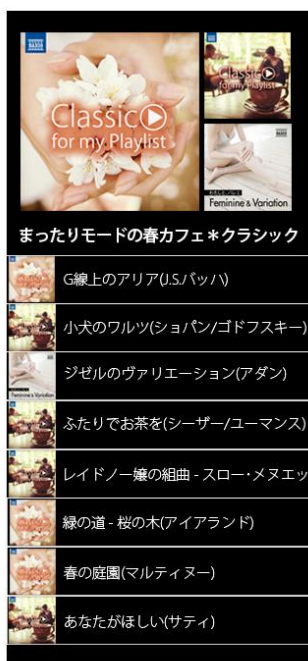 NAXOS
Classic
for my Playlist
Classic
for my Playlist
Feminine & Variation
まったりモードの春カフェ＊クラシック
G線上のアリア(J.S.バッハ)
小犬のワルツ(ショパン/ゴドフスキー)
ジゼルのヴァリエーション(アダン)
ふたりでお茶を(シーザー/ユーマンス)
レイドノー嬢の組曲 - スロー・メヌエッ
緑の道 - 桜の木(アイアランド)
春の庭園(マルティヌー)
あなたがほしい(サティ)